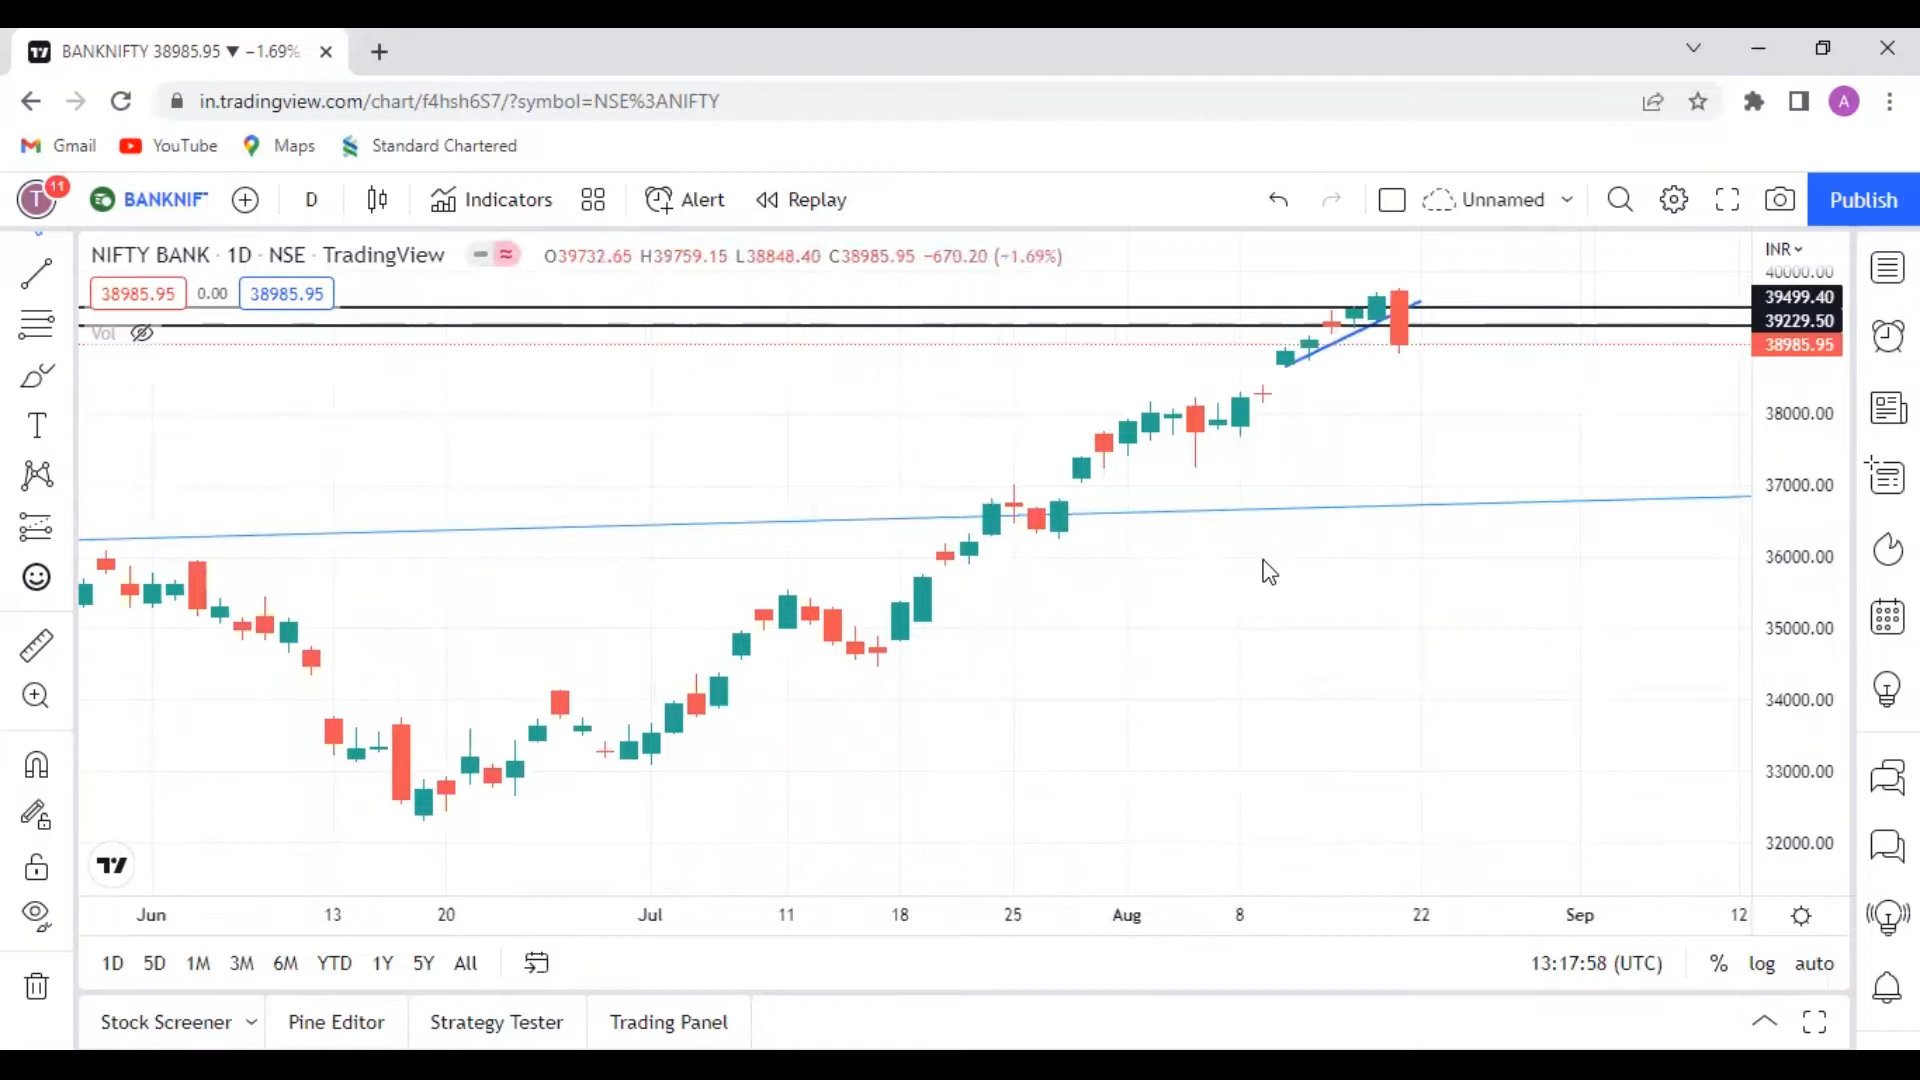 BANKNIFTY 38985.95 ▼ −1.69%
in.tradingview.com/chart/f4hsh6S7/?symbol=NSE%3ANIFTY
A
Gmail YouTube Maps Standard Chartered
T 11 BANKNIF D Indicators Alert Replay Unnamed Publish
NIFTY BANK · 1D · NSE · TradingView O39732.65 H39759.15 L38848.40 C38985.95 −670.20 (−1.69%)
INR
40000.00
38985.95 0.00 38985.95
39499.40
39229.50
Vol
38985.95
38000.00
37000.00
36000.00
35000.00
34000.00
33000.00
32000.00
Jun 13 20 Jul 11 18 25 Aug 8 22 Sep 12
1D 5D 1M 3M 6M YTD 1Y 5Y All 13:17:58 (UTC) % log auto
Stock Screener Pine Editor Strategy Tester Trading Panel